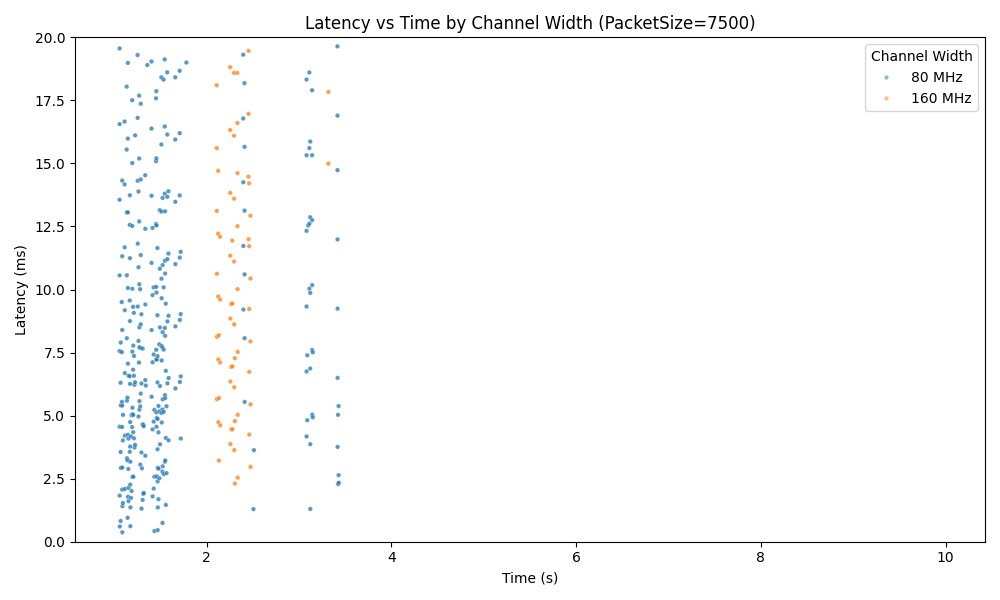 Latency vs Time by Channel Width (PacketSize=7500)
20.0
17.5
15.0
12.5
10.0
7.5
5.0
2.5
0.0
Latency (ms)
Channel Width
80 MHz
160 MHz
2 4 6 8 10
Time (s)